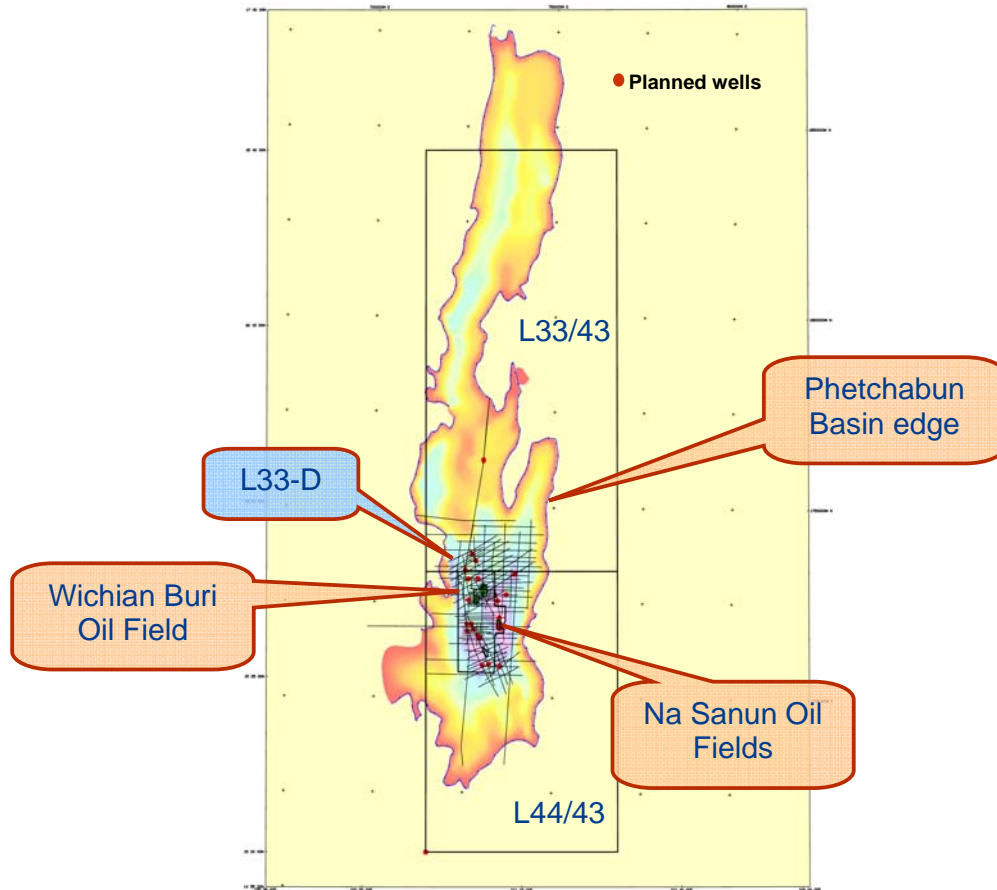 Planned wells
L33/43
Phetchabun
Basin edge
L33-D
Wichian Buri
Oil Field
Na Sanun Oil
Fields
L44/43